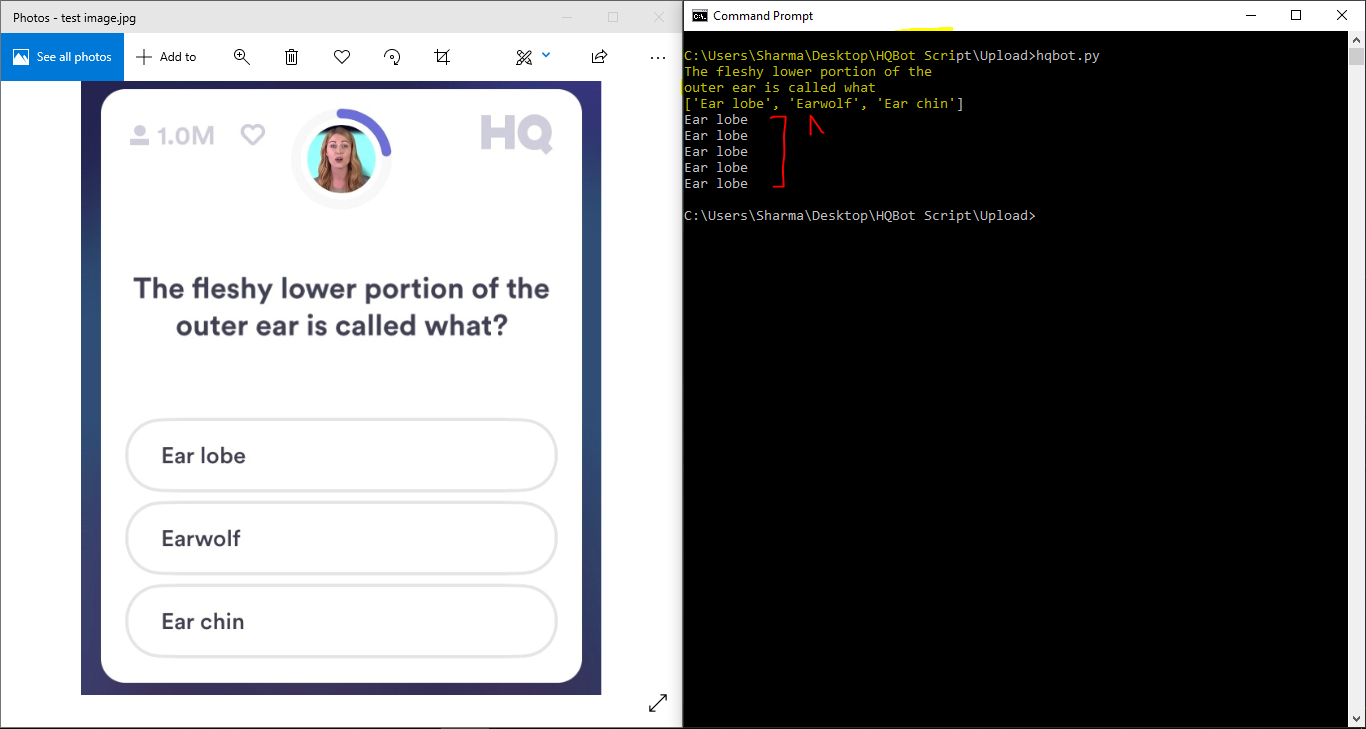 Photos - test image.jpg
See all photos
Add to
1.0M
HQ
The fleshy lower portion of the
outer ear is called what?
Ear lobe
Earwolf
Ear chin
Command Prompt
C:\Users\Sharma\Desktop\HQBot Script\Upload>hqbot.py
The fleshy lower portion of the
outer ear is called what
['Ear lobe', 'Earwolf', 'Ear chin']
Ear lobe
Ear lobe
Ear lobe
Ear lobe
Ear lobe
C:\Users\Sharma\Desktop\HQBot Script\Upload>